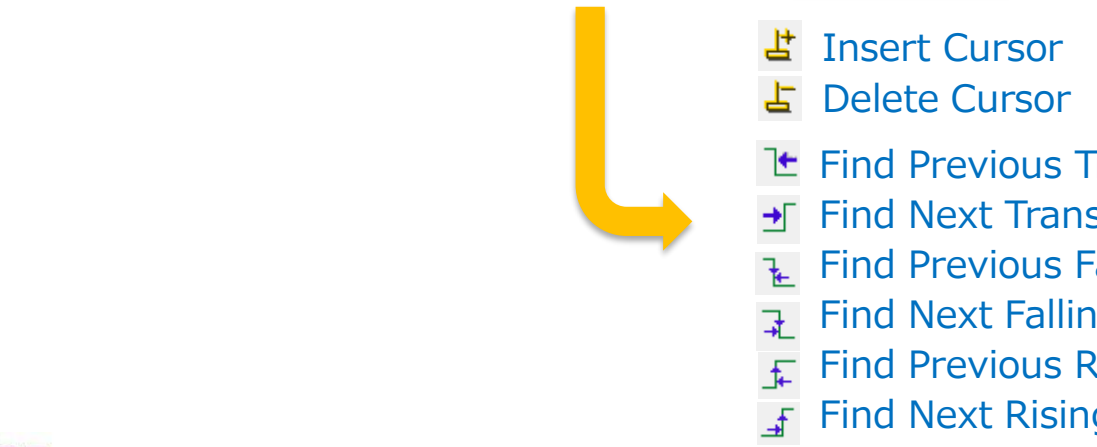 Insert Cursor
Delete Cursor
Find Previous T
Find Next Trans
Find Previous Fa
Find Next Fallin
Find Previous R
Find Next Rising